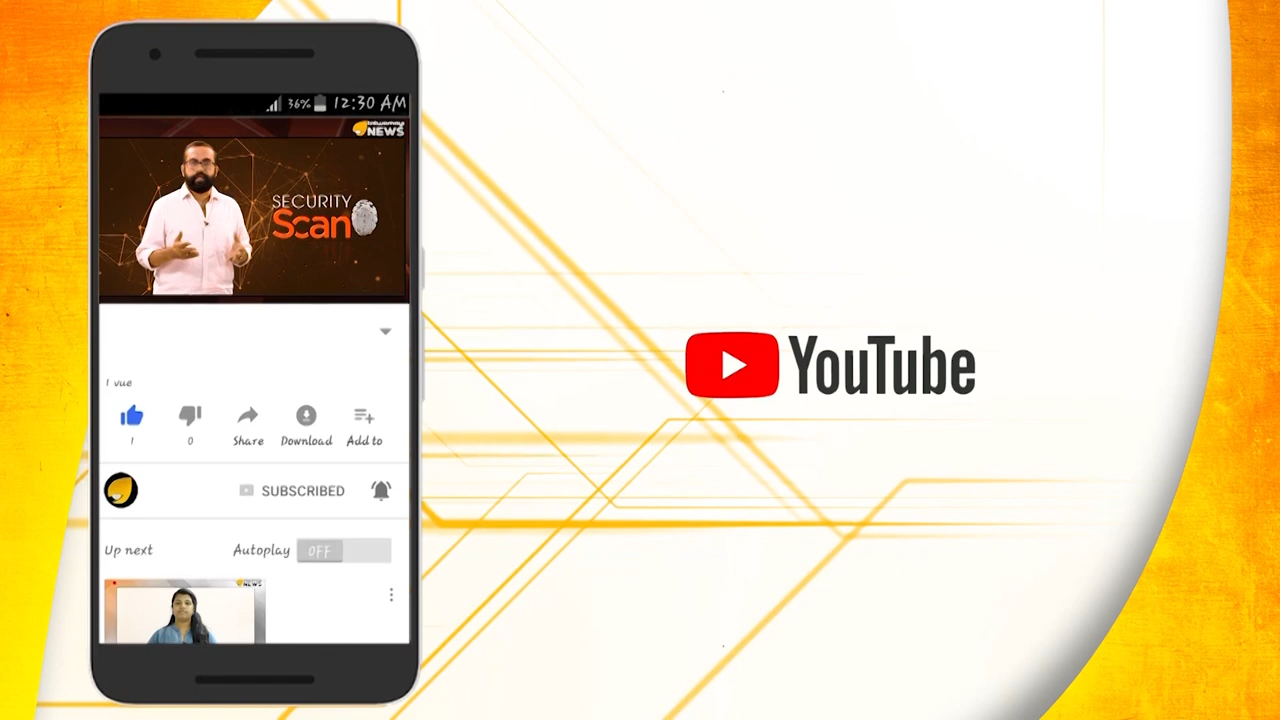 36% 12:30 AM
NEWS
SECURITY
Scan
1 vue
1
0
Share
Download
Add to
SUBSCRIBED
Up next
Autoplay
OFF
NEWS
YouTube